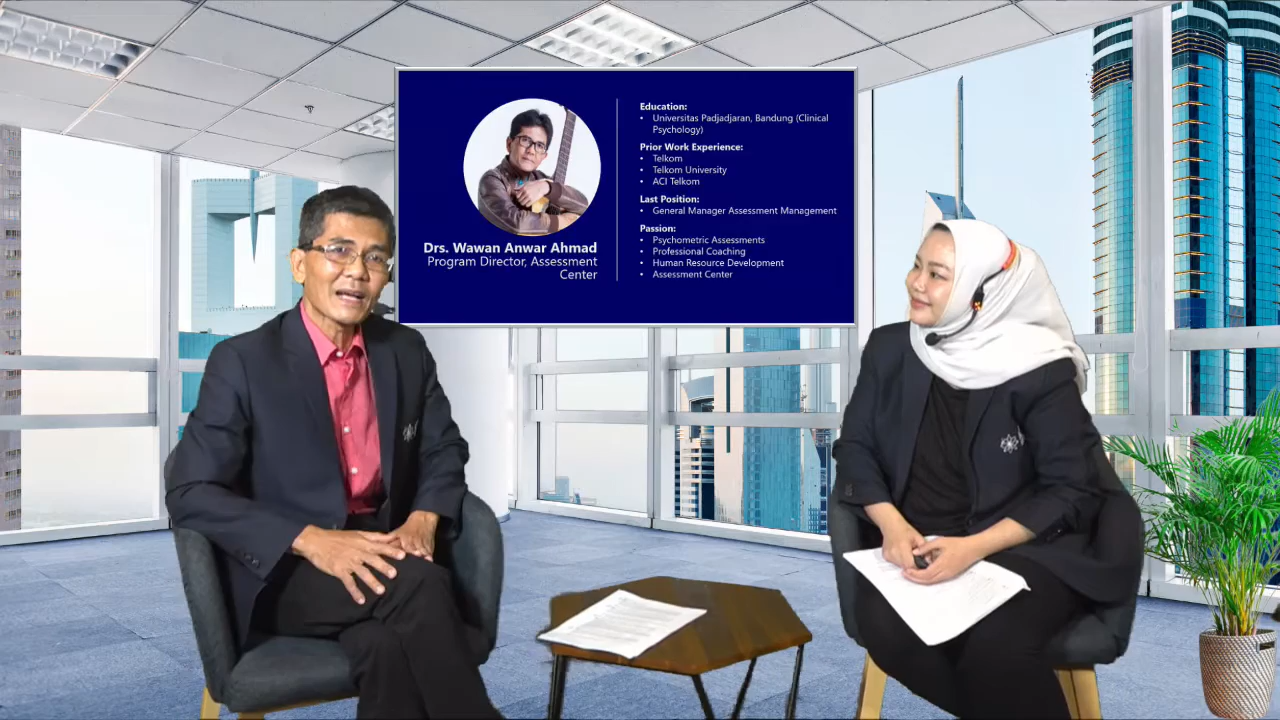 Drs. Wawan Anwar Ahmad
Program Director, Assessment
Center
Education:
• Universitas Padjadjaran, Bandung (Clinical
Psychology)
Prior Work Experience:
• Telkom
• Telkom University
• ACI Telkom
Last Position:
• General Manager Assessment Management
Passion:
• Psychometric Assessments
• Professional Coaching
• Human Resource Development
• Assessment Center